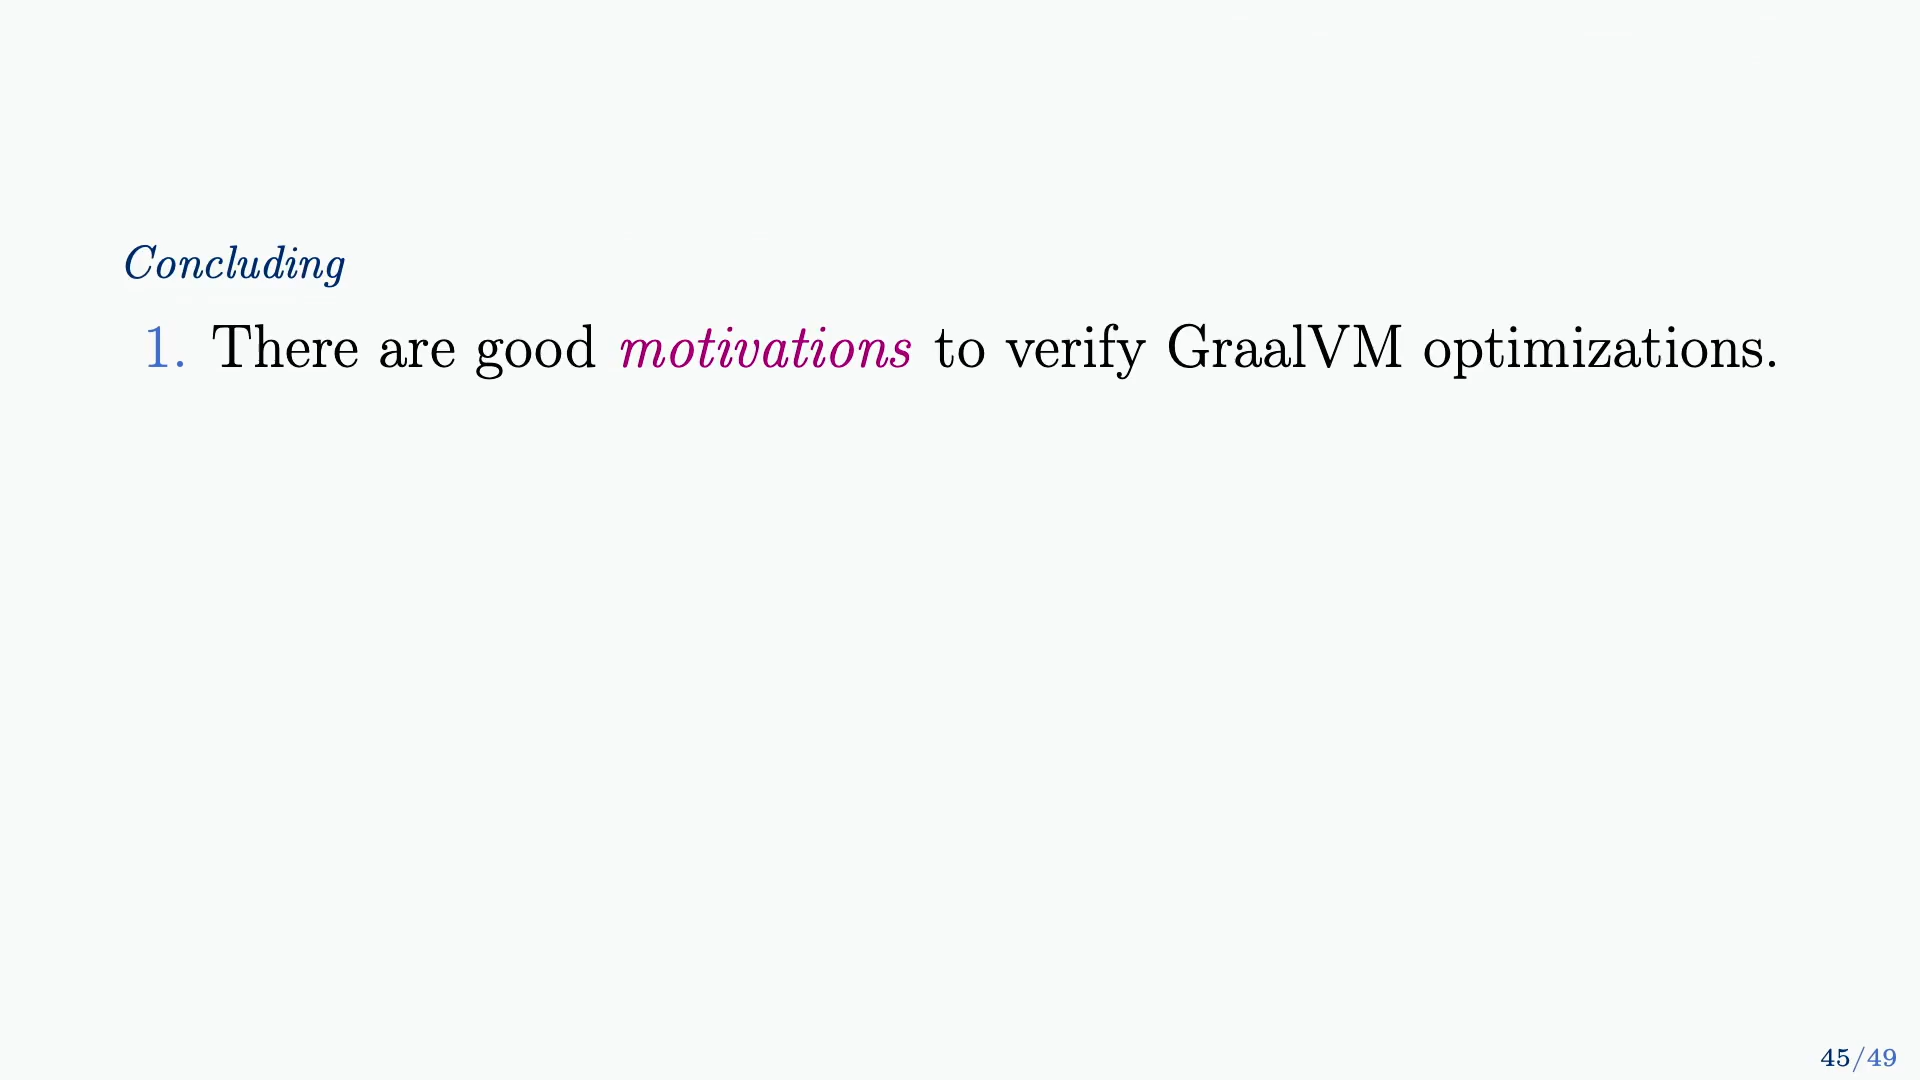 Concluding
1. There are good motivations to verify GraalVM optimizations.
45/49